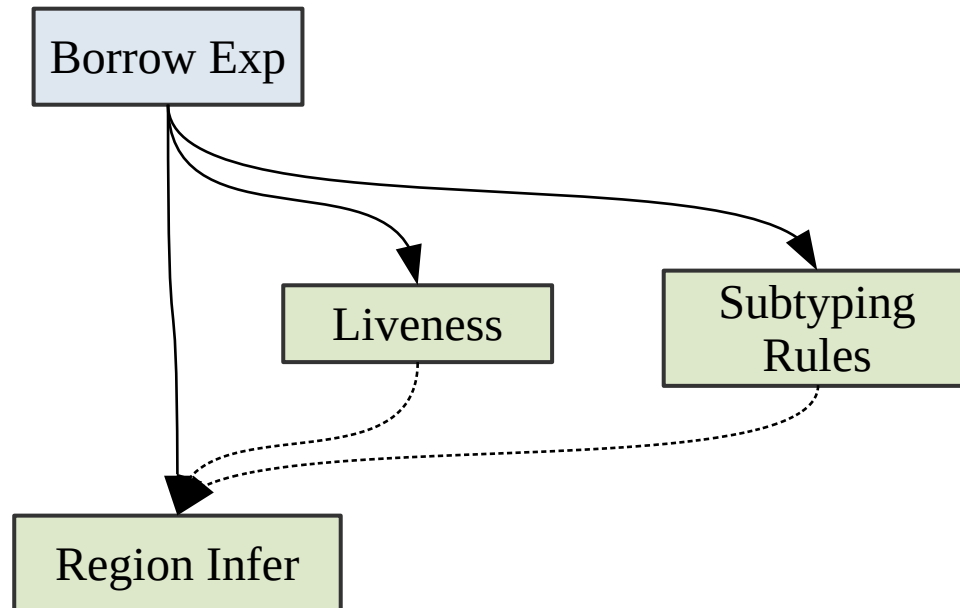 Borrow Exp
Liveness
Subtyping
Rules
Region Infer